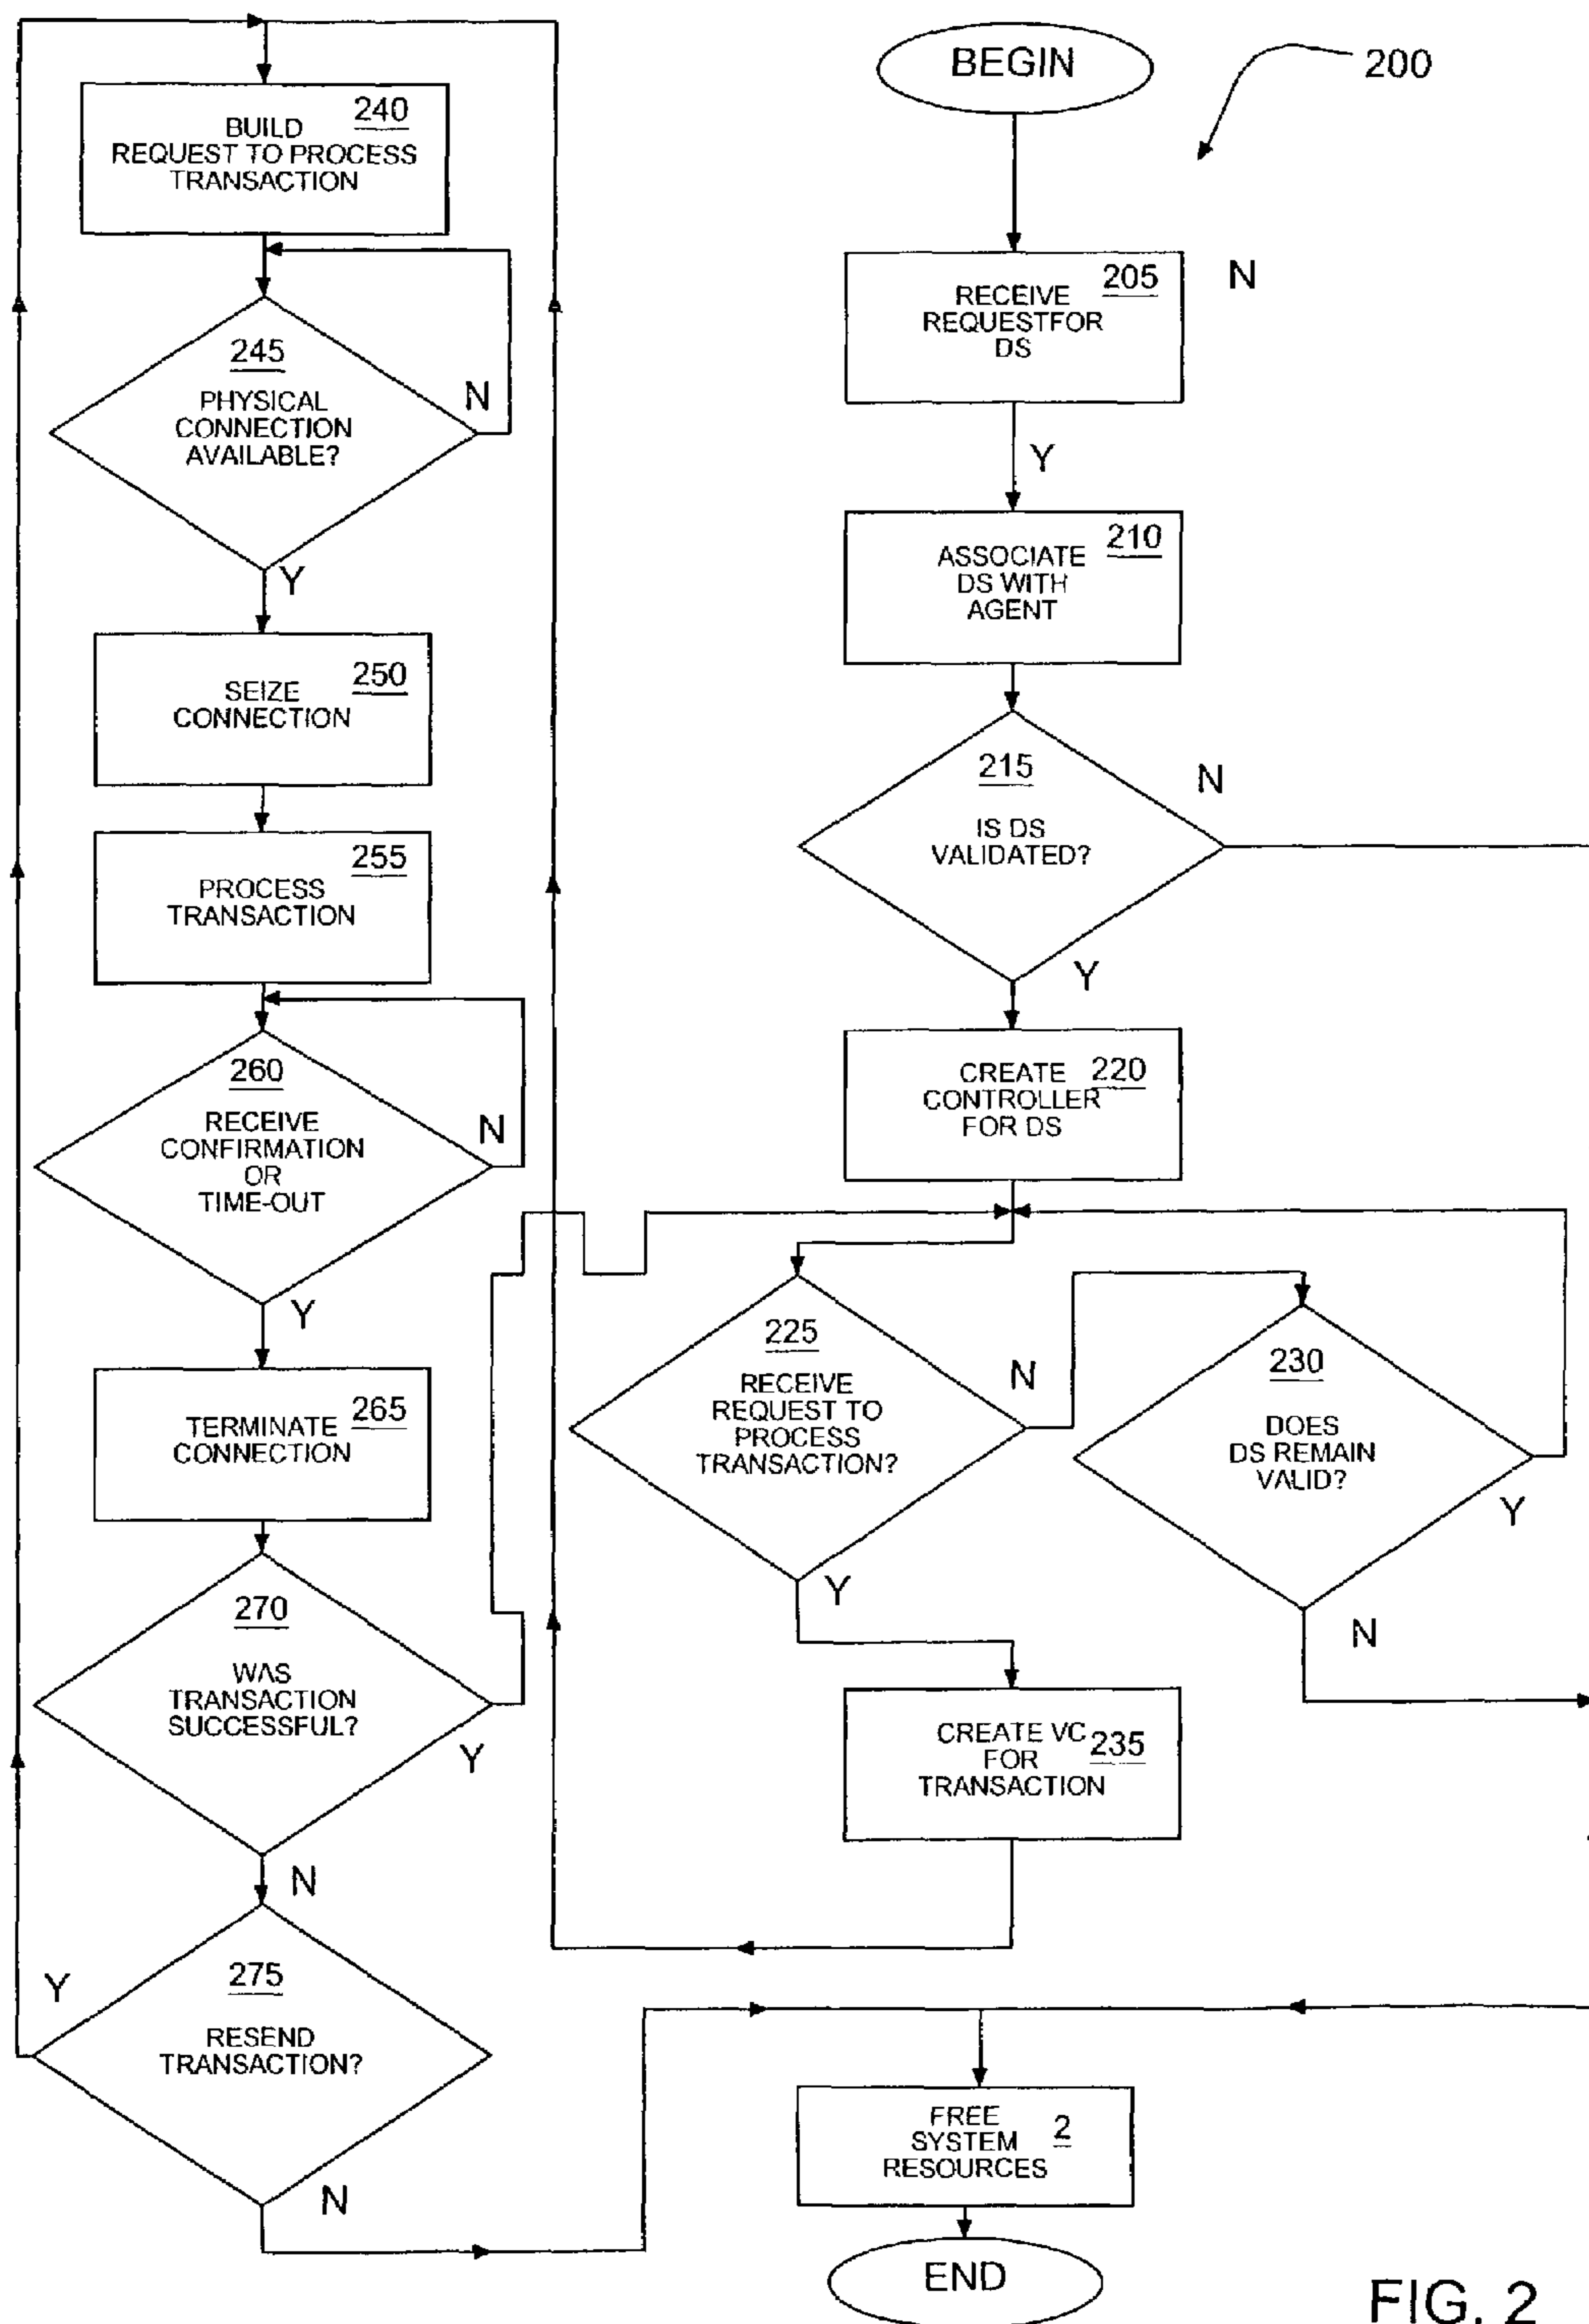 BEGIN
200
205
RECEIVE
REQUESTFOR
DS
N
Y
210
ASSOCIATE
DS WITH
AGENT
215
IS DS
VALIDATED?
N
Y
220
CREATE
CONTROLLER
FOR DS
225
RECEIVE
REQUEST TO
PROCESS
TRANSACTION?
N
Y
230
DOES
DS REMAIN
VALID?
Y
N
235
CREATE VC
FOR
TRANSACTION
240
BUILD
REQUEST TO PROCESS
TRANSACTION
245
PHYSICAL
CONNECTION
AVAILABLE?
N
Y
250
SEIZE
CONNECTION
255
PROCESS
TRANSACTION
260
RECEIVE
CONFIRMATION
OR
TIME-OUT
N
Y
265
TERMINATE
CONNECTION
270
WAS
TRANSACTION
SUCCESSFUL?
Y
N
275
RESEND
TRANSACTION?
Y
N
2
FREE
SYSTEM
RESOURCES
END
FIG. 2